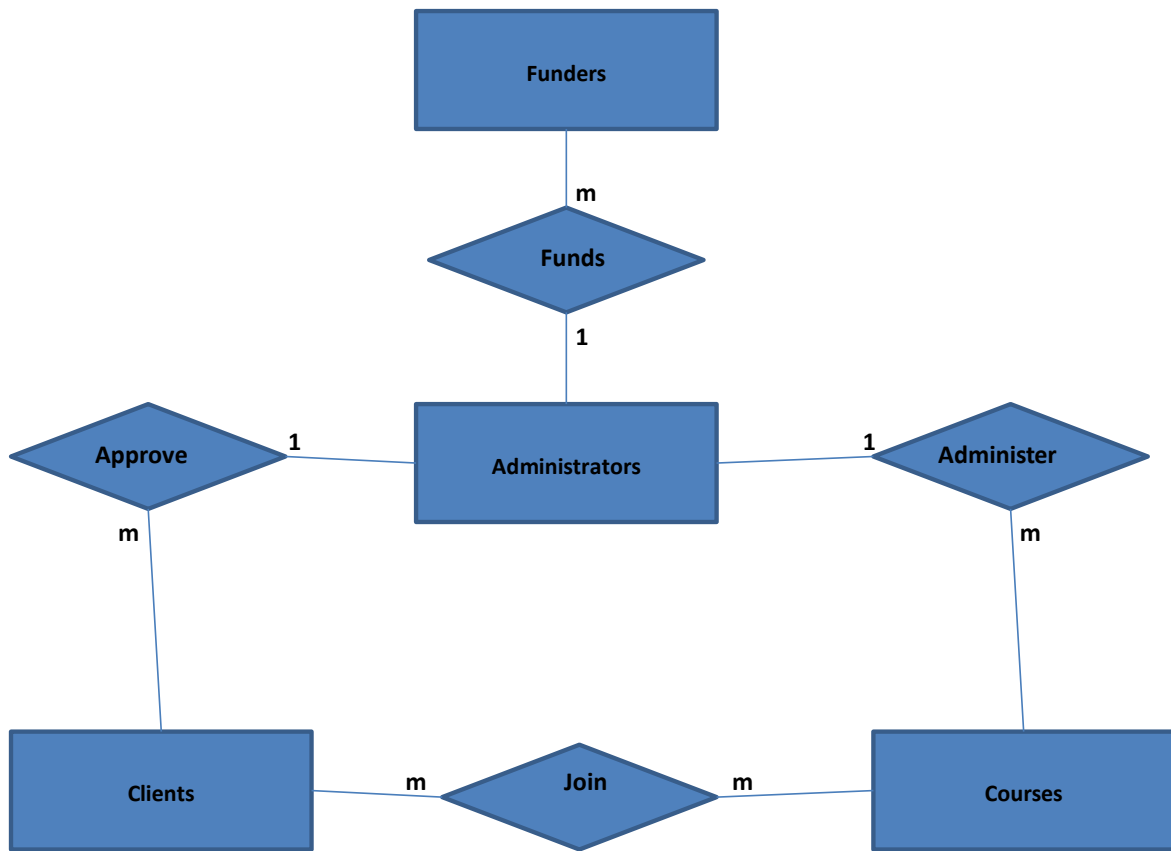 Funders
m
Funds
1
Approve
1
Administrators
1
Administer
m
m
Clients
m
Join
m
Courses